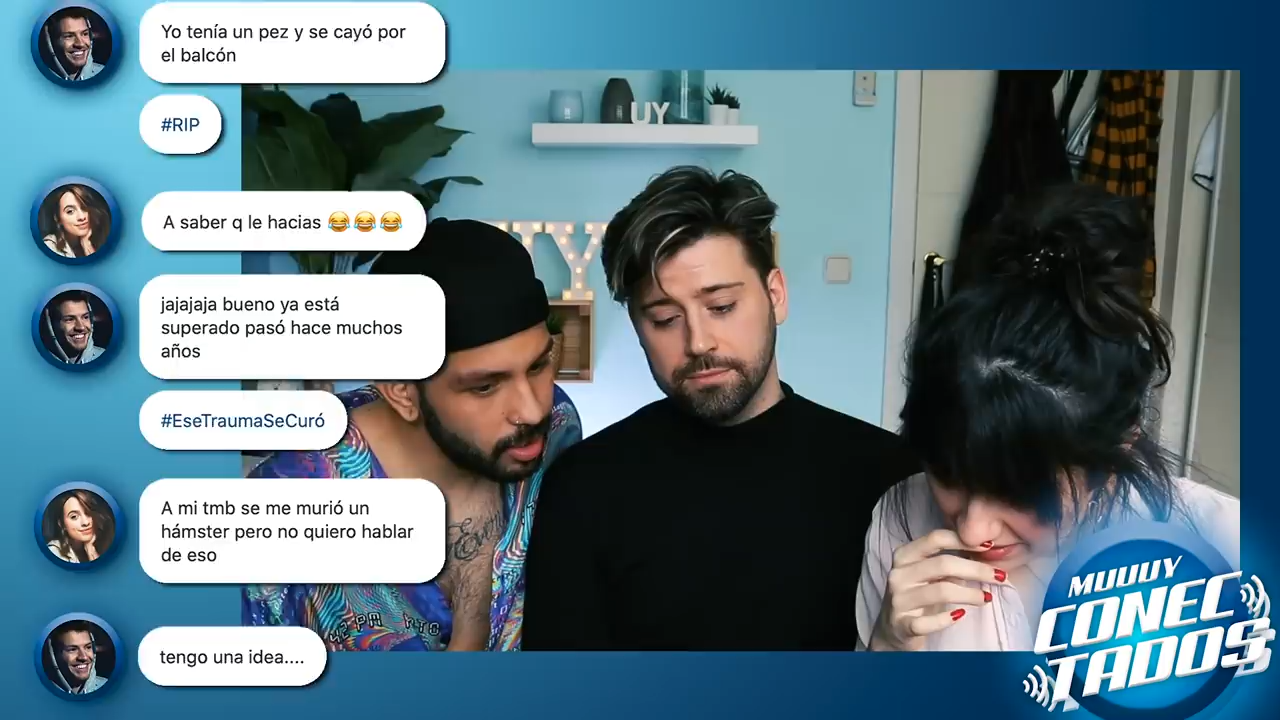 Yo tenía un pez y se cayó por
el balcón
#RIP
A saber q le hacias 😂😂😂
jajajaja bueno ya está
superado pasó hace muchos
años
#EseTraumaSeCuró
A mi tmb se me murió un
hámster pero no quiero hablar
de eso
tengo una idea....
UY
MUUUY
CONEC
TADOS